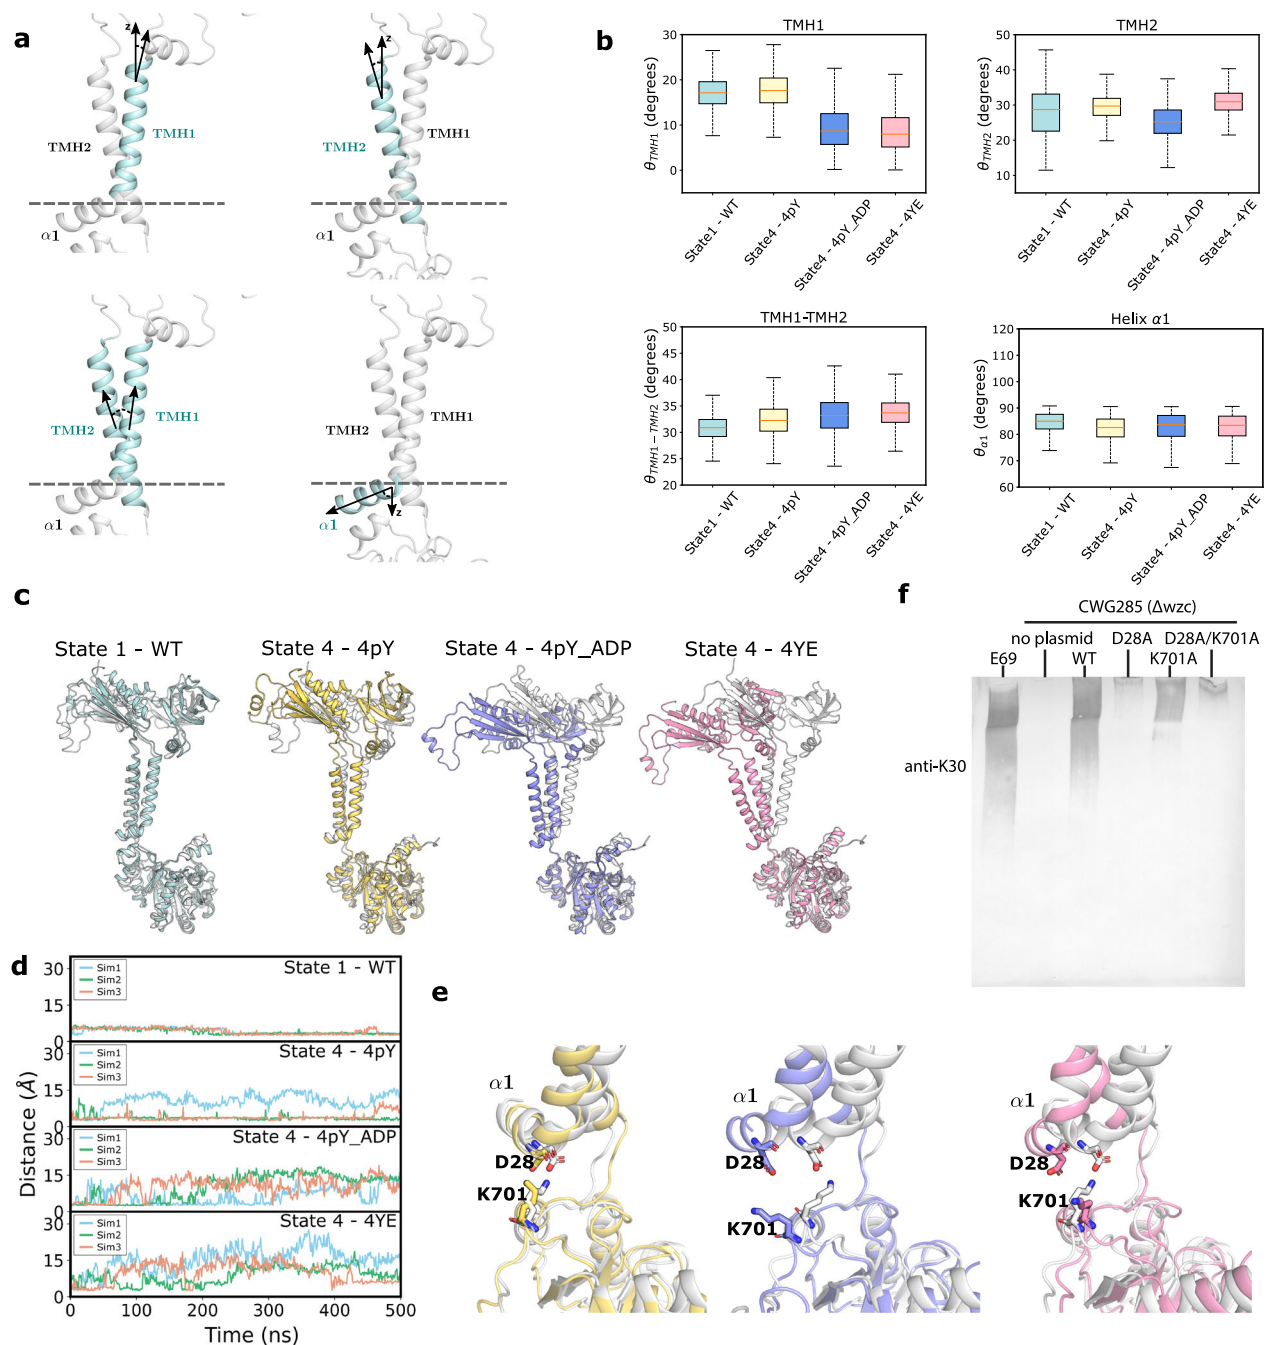 a
z
TMH1
TMH2
α1
z
TMH1
TMH2
TMH2
TMH1
α1
TMH2
TMH1
α1
z
b
TMH1
θTMH1 (degrees)
30
20
10
0
State1 - WT
State4 - 4pY
State4 - 4pY_ADP
State4 - 4YE
TMH2
θTMH2 (degrees)
50
40
30
20
10
State1 - WT
State4 - 4pY
State4 - 4pY_ADP
State4 - 4YE
TMH1-TMH2
θTMH1−TMH2 (degrees)
45
40
35
30
25
20
State1 - WT
State4 - 4pY
State4 - 4pY_ADP
State4 - 4YE
Helix α1
θα1 (degrees)
120
110
100
90
80
70
60
State1 - WT
State4 - 4pY
State4 - 4pY_ADP
State4 - 4YE
c
State 1 - WT
State 4 - 4pY
State 4 - 4pY_ADP
State 4 - 4YE
d
Distance (Å)
30
15
0
Sim1
Sim2
Sim3
State 1 - WT
30
15
0
Sim1
Sim2
Sim3
State 4 - 4pY
30
15
0
Sim1
Sim2
Sim3
State 4 - 4pY_ADP
30
15
0
Sim1
Sim2
Sim3
State 4 - 4YE
0 100 200 300 400 500
Time (ns)
e
α1
D28
K701
α1
D28
K701
α1
D28
K701
f
CWG285 (Δwzc)
no plasmid D28A D28A/K701A
E69 WT K701A
anti-K30